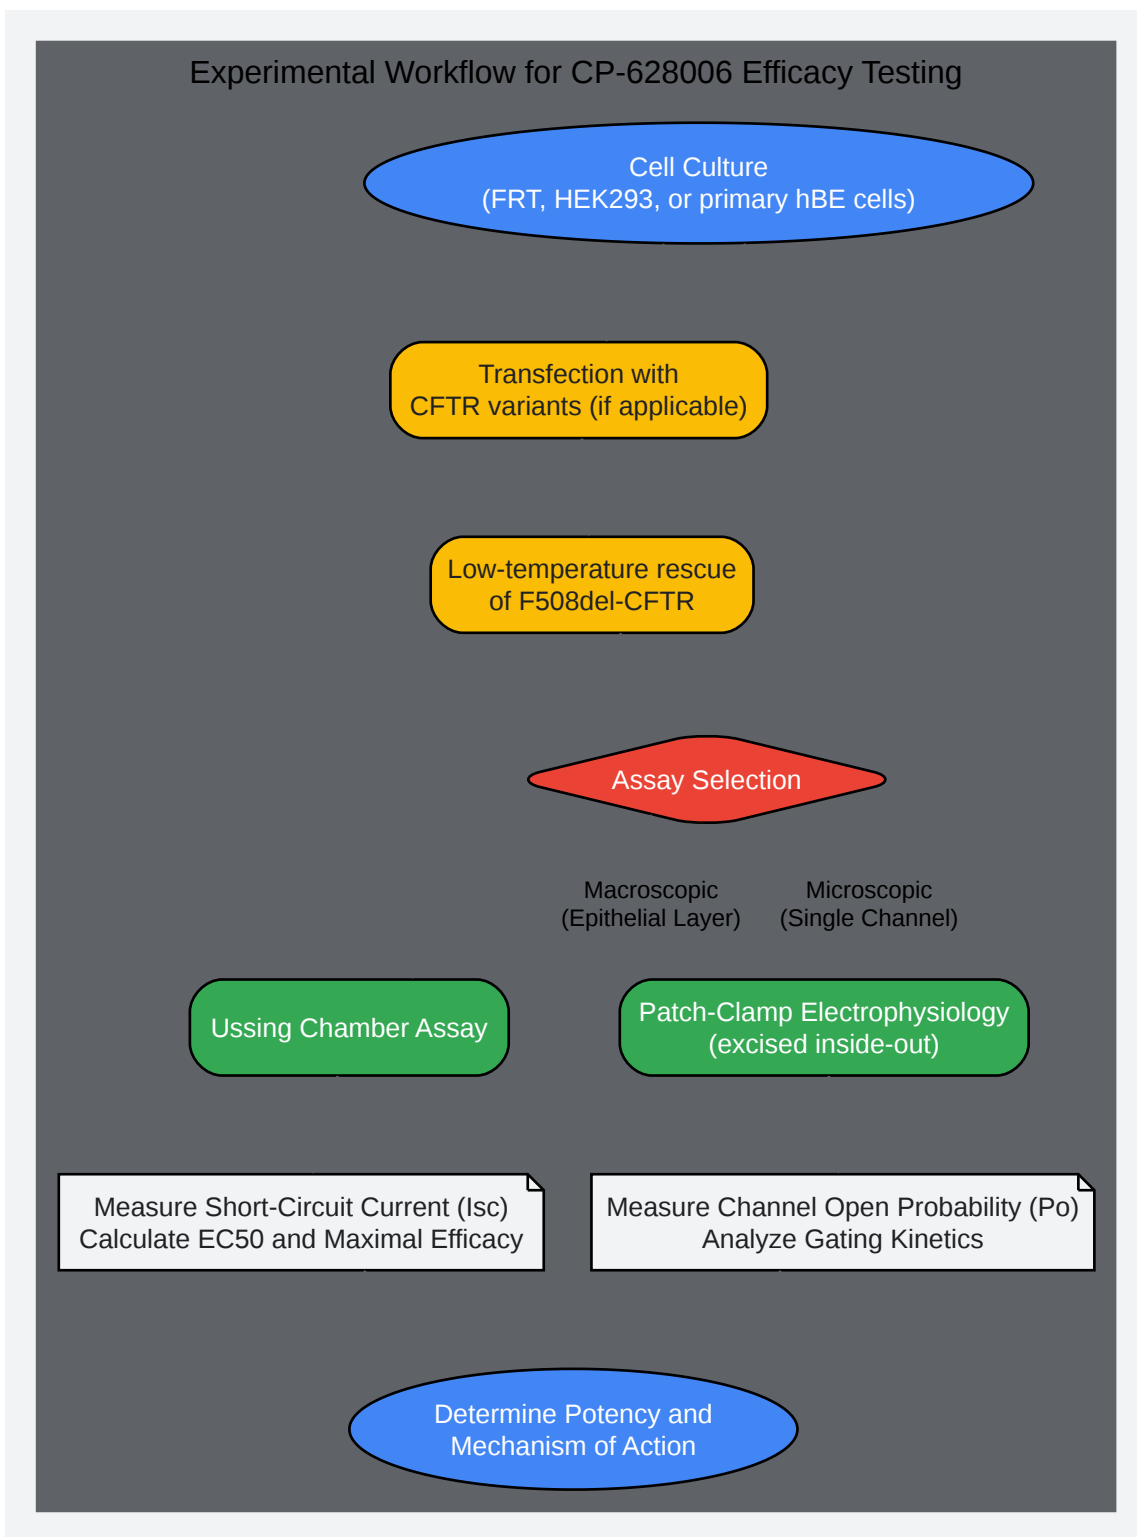 Experimental Workflow for CP-628006 Efficacy Testing
Cell Culture
(FRT, HEK293, or primary hBE cells)
Transfection with
CFTR variants (if applicable)
Low-temperature rescue
of F508del-CFTR
Assay Selection
Macroscopic
(Epithelial Layer)
Microscopic
(Single Channel)
Ussing Chamber Assay
Patch-Clamp Electrophysiology
(excised inside-out)
Measure Short-Circuit Current (Isc)
Calculate EC50 and Maximal Efficacy
Measure Channel Open Probability (Po)
Analyze Gating Kinetics
Determine Potency and
Mechanism of Action